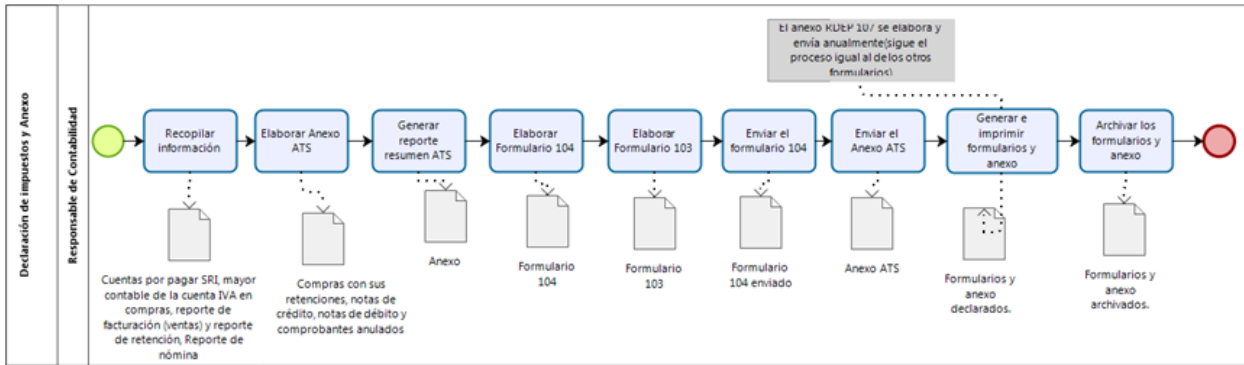 Declaración de impuestos y Anexo
Responsable de Contabilidad
El anexo RDEP 107 se elabora y
envía anualmente(sigue el
proceso igual al de los otros
formularios)
Recopilar
información
Elaborar Anexo
ATS
Generar
reporte
resumen ATS
Elaborar
Formulario 104
Elaborar
Formulario 103
Enviar el
formulario 104
Enviar el
Anexo ATS
Generar e
imprimir
formularios y
anexo
Archivar los
formularios y
anexo
Cuentas por pagar SRI, mayor
contable de la cuenta IVA en
compras, reporte de
facturación (ventas) y reporte
de retención, Reporte de
nómina
Compras con sus
retenciones, notas de
crédito, notas de débito y
comprobantes anulados
Anexo
Formulario
104
Formulario
103
Formulario
104 enviado
Anexo ATS
Formularios y
anexo
declarados.
Formularios y
anexo
archivados.